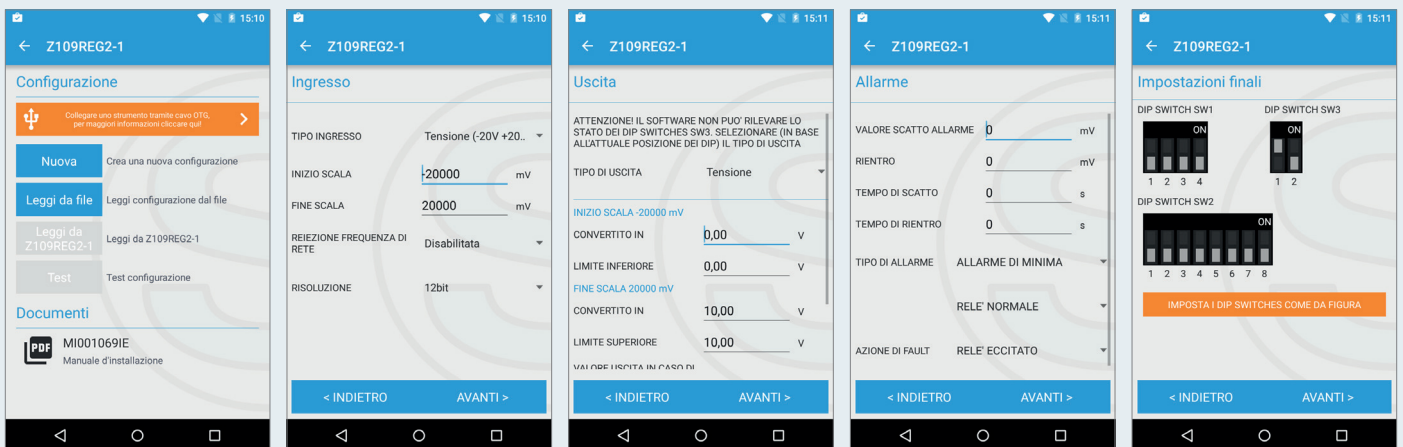 15:10
Z109REG2-1
Configurazione
Collegare uno strumento tramite cavo OTG,
per maggiori informazioni cliccare qui!
Nuova
Crea una nuova configurazione
Leggi da file
Leggi configurazione dal file
Leggi da
Z109REG2-1
Leggi da Z109REG2-1
Test
Test configurazione
Documenti
PDF
MI001069IE
Manuale d'installazione
15:10
Z109REG2-1
Ingresso
TIPO INGRESSO Tensione (-20V +20..
INIZIO SCALA -20000 mV
FINE SCALA 20000 mV
REIEZIONE FREQUENZA DI
RETE
Disabilitata
RISOLUZIONE 12bit
< INDIETRO AVANTI >
15:11
Z109REG2-1
Uscita
ATTENZIONE! IL SOFTWARE NON PUO' RILEVARE LO
STATO DEI DIP SWITCHES SW3. SELEZIONARE (IN BASE
ALL'ATTUALE POSIZIONE DEI DIP) IL TIPO DI USCITA
TIPO DI USCITA Tensione
INIZIO SCALA -20000 mV
CONVERTITO IN 0,00 V
LIMITE INFERIORE 0,00 V
FINE SCALA 20000 mV
CONVERTITO IN 10,00 V
LIMITE SUPERIORE 10,00 V
VALORE USCITA IN CASO DI
< INDIETRO AVANTI >
15:11
Z109REG2-1
Allarme
VALORE SCATTO ALLARME 0 mV
RIENTRO 0 mV
TEMPO DI SCATTO 0 s
TEMPO DI RIENTRO 0 s
TIPO DI ALLARME ALLARME DI MINIMA
RELE' NORMALE
AZIONE DI FAULT RELE' ECCITATO
< INDIETRO AVANTI >
15:11
Z109REG2-1
Impostazioni finali
DIP SWITCH SW1 DIP SWITCH SW3
ON ON
1 2 3 4 1 2
DIP SWITCH SW2
ON
1 2 3 4 5 6 7 8
IMPOSTA I DIP SWITCHES COME DA FIGURA
< INDIETRO AVANTI >